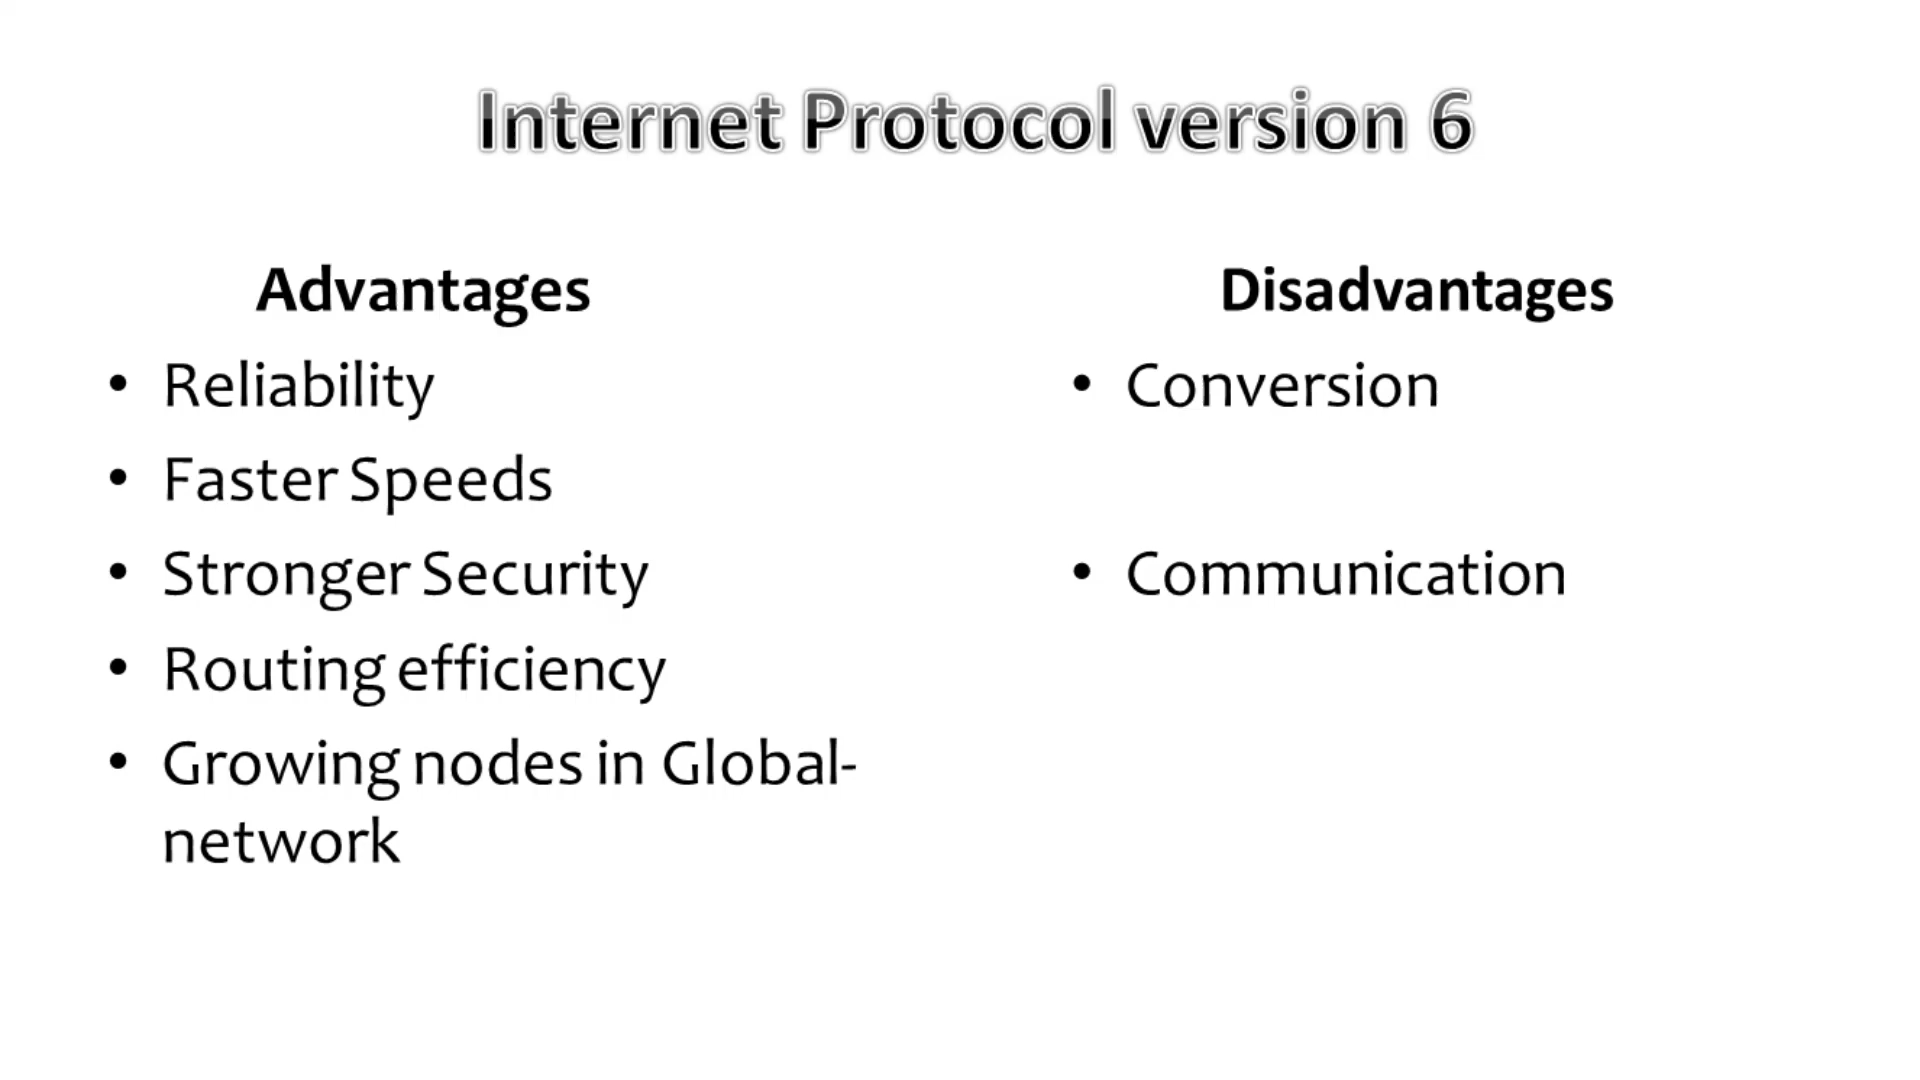 Internet Protocol version 6
Advantages
• Reliability
• Faster Speeds
• Stronger Security
• Routing efficiency
• Growing nodes in Global-
network
Disadvantages
• Conversion
• Communication